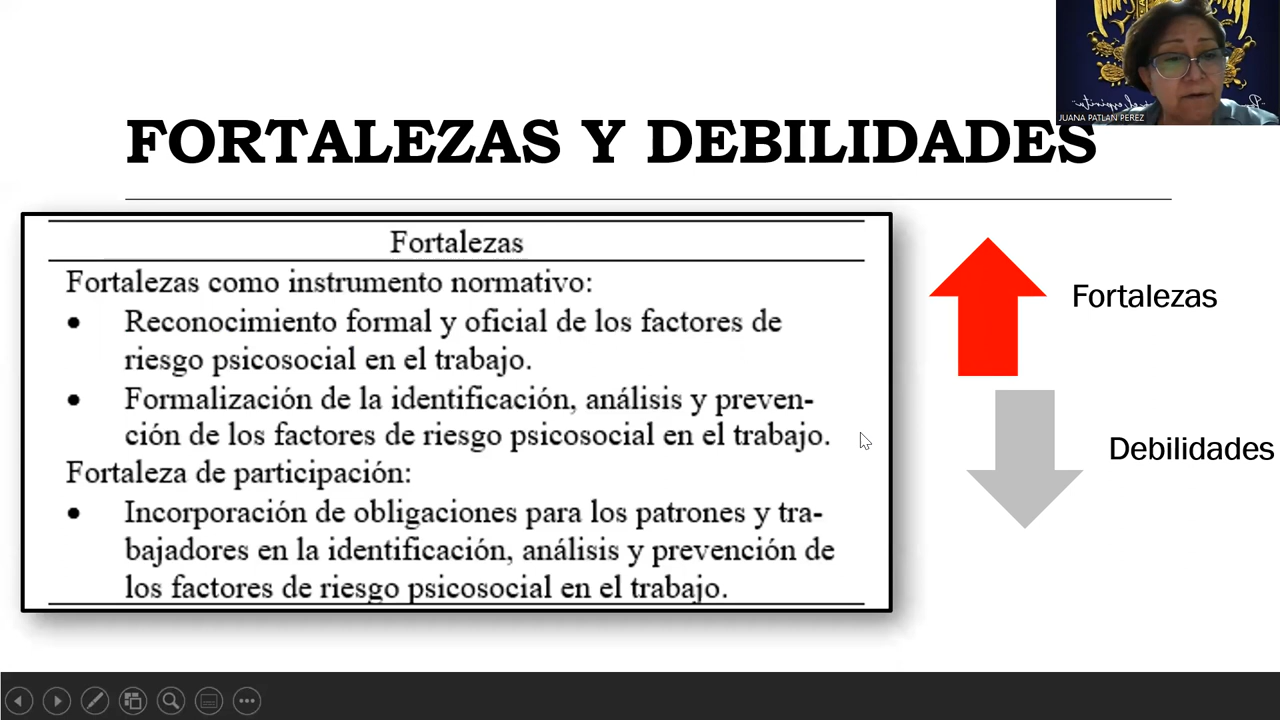 JUANA PATLAN PEREZ
FORTALEZAS Y DEBILIDADES
Fortalezas
Fortalezas como instrumento normativo:
• Reconocimiento formal y oficial de los factores de
riesgo psicosocial en el trabajo.
• Formalización de la identificación, análisis y preven-
ción de los factores de riesgo psicosocial en el trabajo.
Fortaleza de participación:
• Incorporación de obligaciones para los patrones y tra-
bajadores en la identificación, análisis y prevención de
los factores de riesgo psicosocial en el trabajo.
Fortalezas
Debilidades